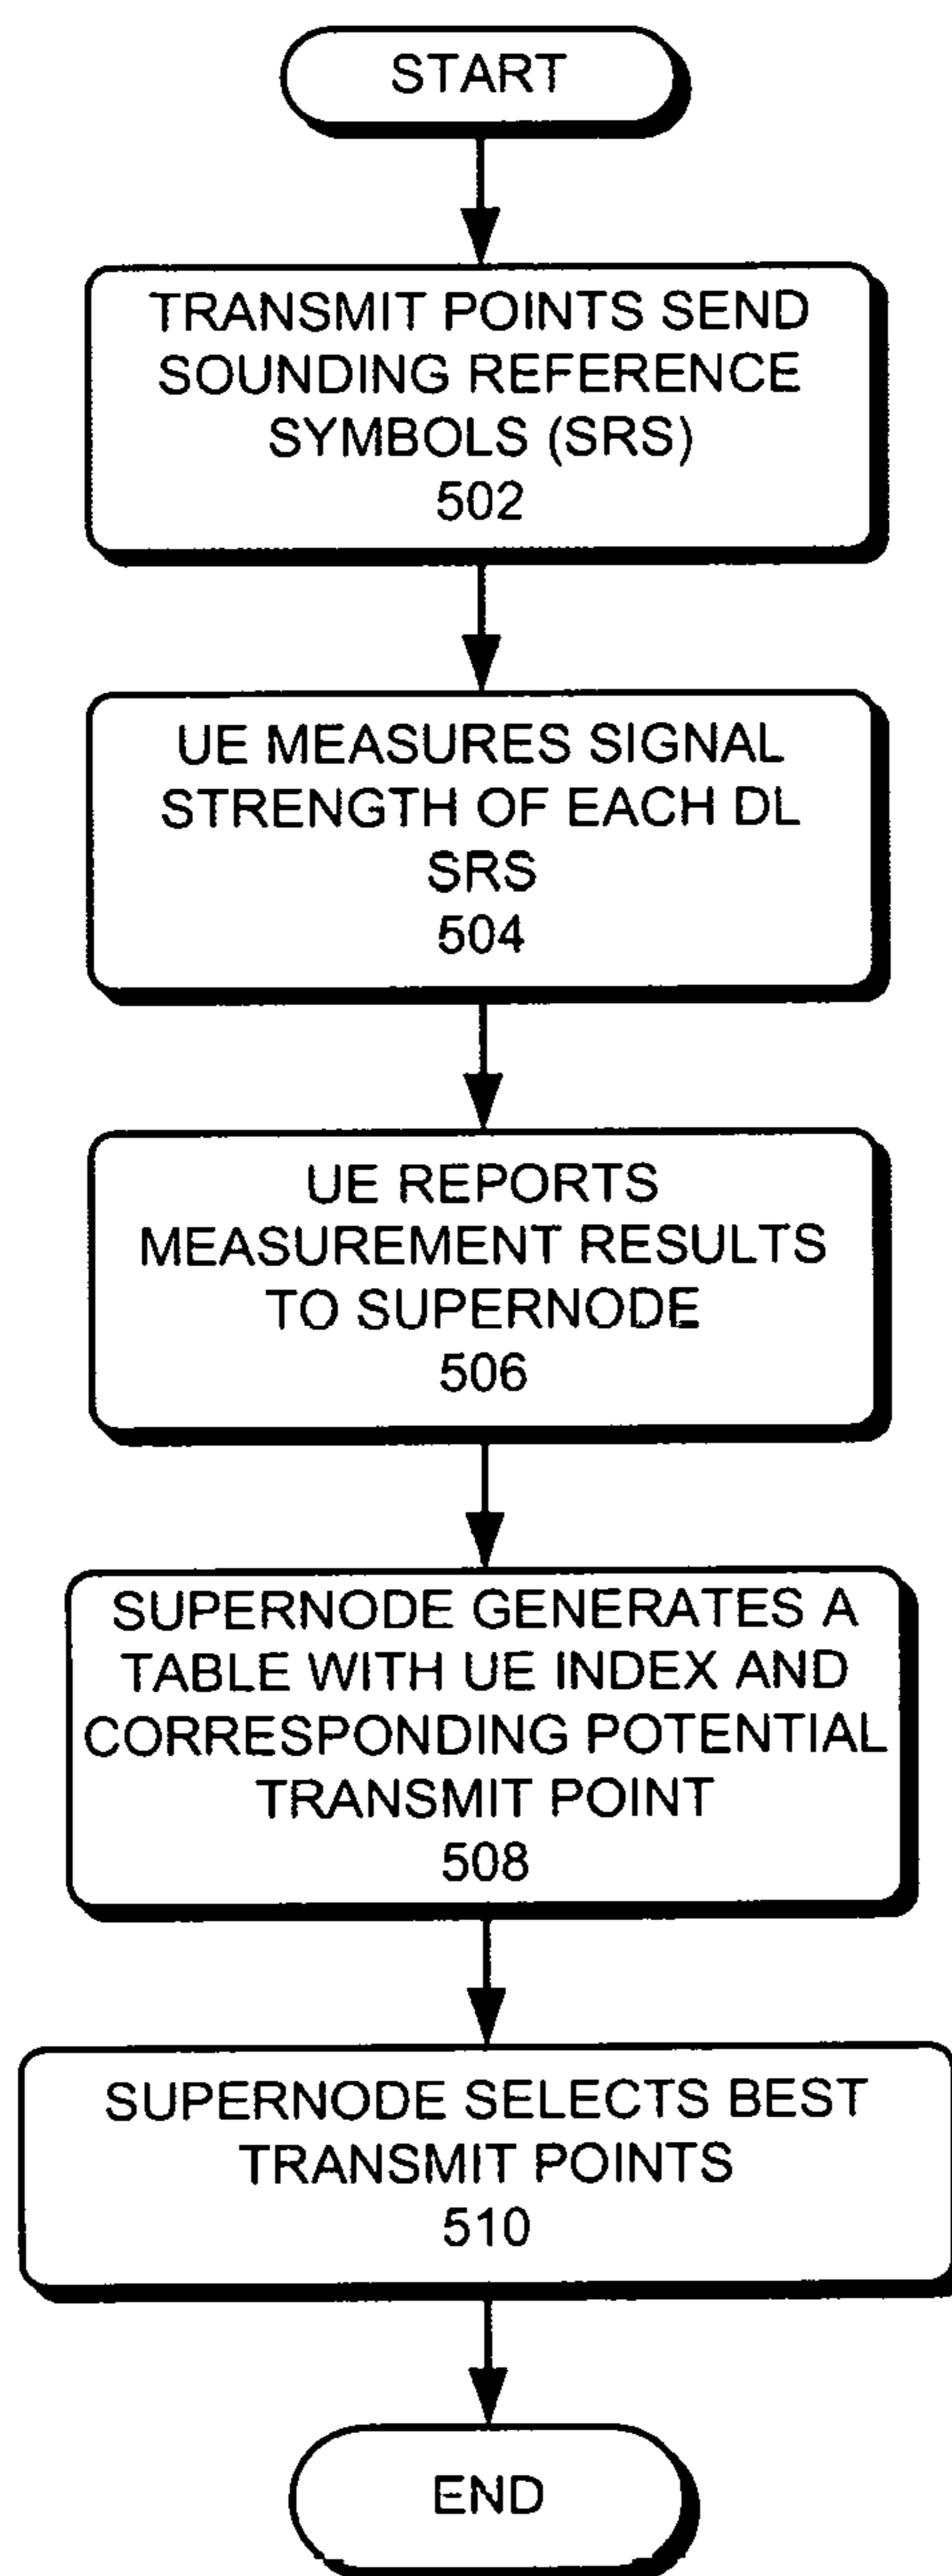 START
TRANSMIT POINTS SEND
SOUNDING REFERENCE
SYMBOLS (SRS)
502
UE MEASURES SIGNAL
STRENGTH OF EACH DL
SRS
504
UE REPORTS
MEASUREMENT RESULTS
TO SUPERNODE
506
SUPERNODE GENERATES A
TABLE WITH UE INDEX AND
CORRESPONDING POTENTIAL
TRANSMIT POINT
508
SUPERNODE SELECTS BEST
TRANSMIT POINTS
510
END